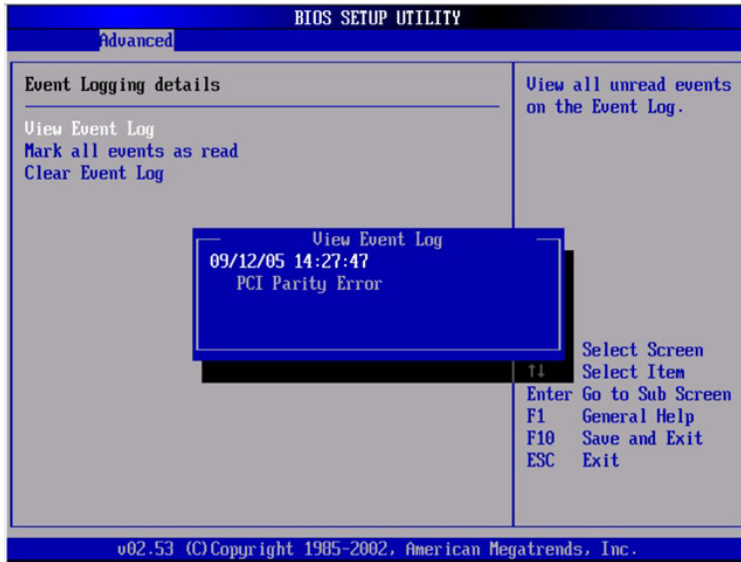 BIOS SETUP UTILITY
Advanced
Event Logging details
View Event Log
Mark all events as read
Clear Event Log
View all unread events
on the Event Log.
View Event Log
09/12/05 14:27:47
PCI Parity Error
Select Screen
↑↓ Select Item
Enter Go to Sub Screen
F1 General Help
F10 Save and Exit
ESC Exit
v02.53 (C)Copyright 1985-2002, American Megatrends, Inc.